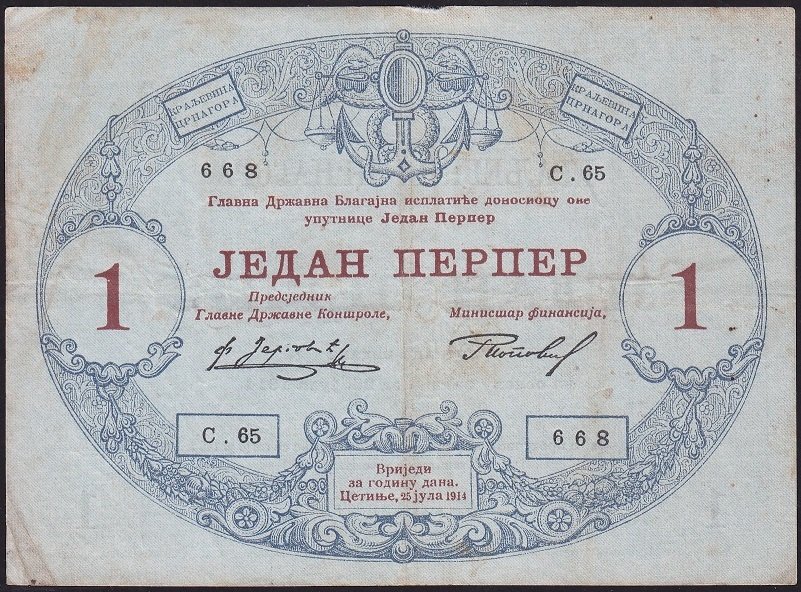 КРАЉЕВИНА
ЦРНАГОРА
КРАЉЕВИНА
ЦРНАГОРА
668
С.65
Главна Државна Благајна исплатиће доносиоцу ове
упутнице Један Перпер
ЈЕДАН ПЕРПЕР
1
1
Предсједник
Главне Државне Контроле,
Министар финансија,
С.65
668
Вриједи
за годину дана.
Цетиње, 25 јула 1914